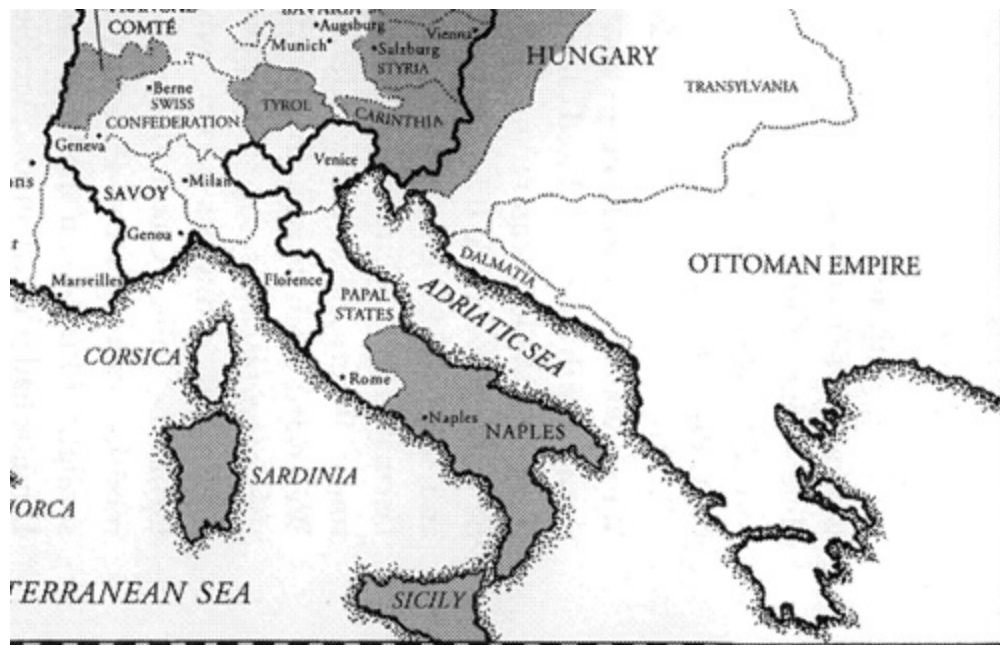 COMTÉ
BAVARIA
Augsburg
Munich
Vienna
Salzburg
STYRIA
HUNGARY
TRANSYLVANIA
Berne
SWISS
CONFEDERATION
TYROL
CARINTHIA
Geneva
Venice
ns
SAVOY
Milan
Genoa
DALMATIA
OTTOMAN EMPIRE
Marseilles
Florence
PAPAL
STATES
ADRIATIC SEA
CORSICA
Rome
Naples
NAPLES
SARDINIA
ORCA
TERRANEAN SEA
SICILY